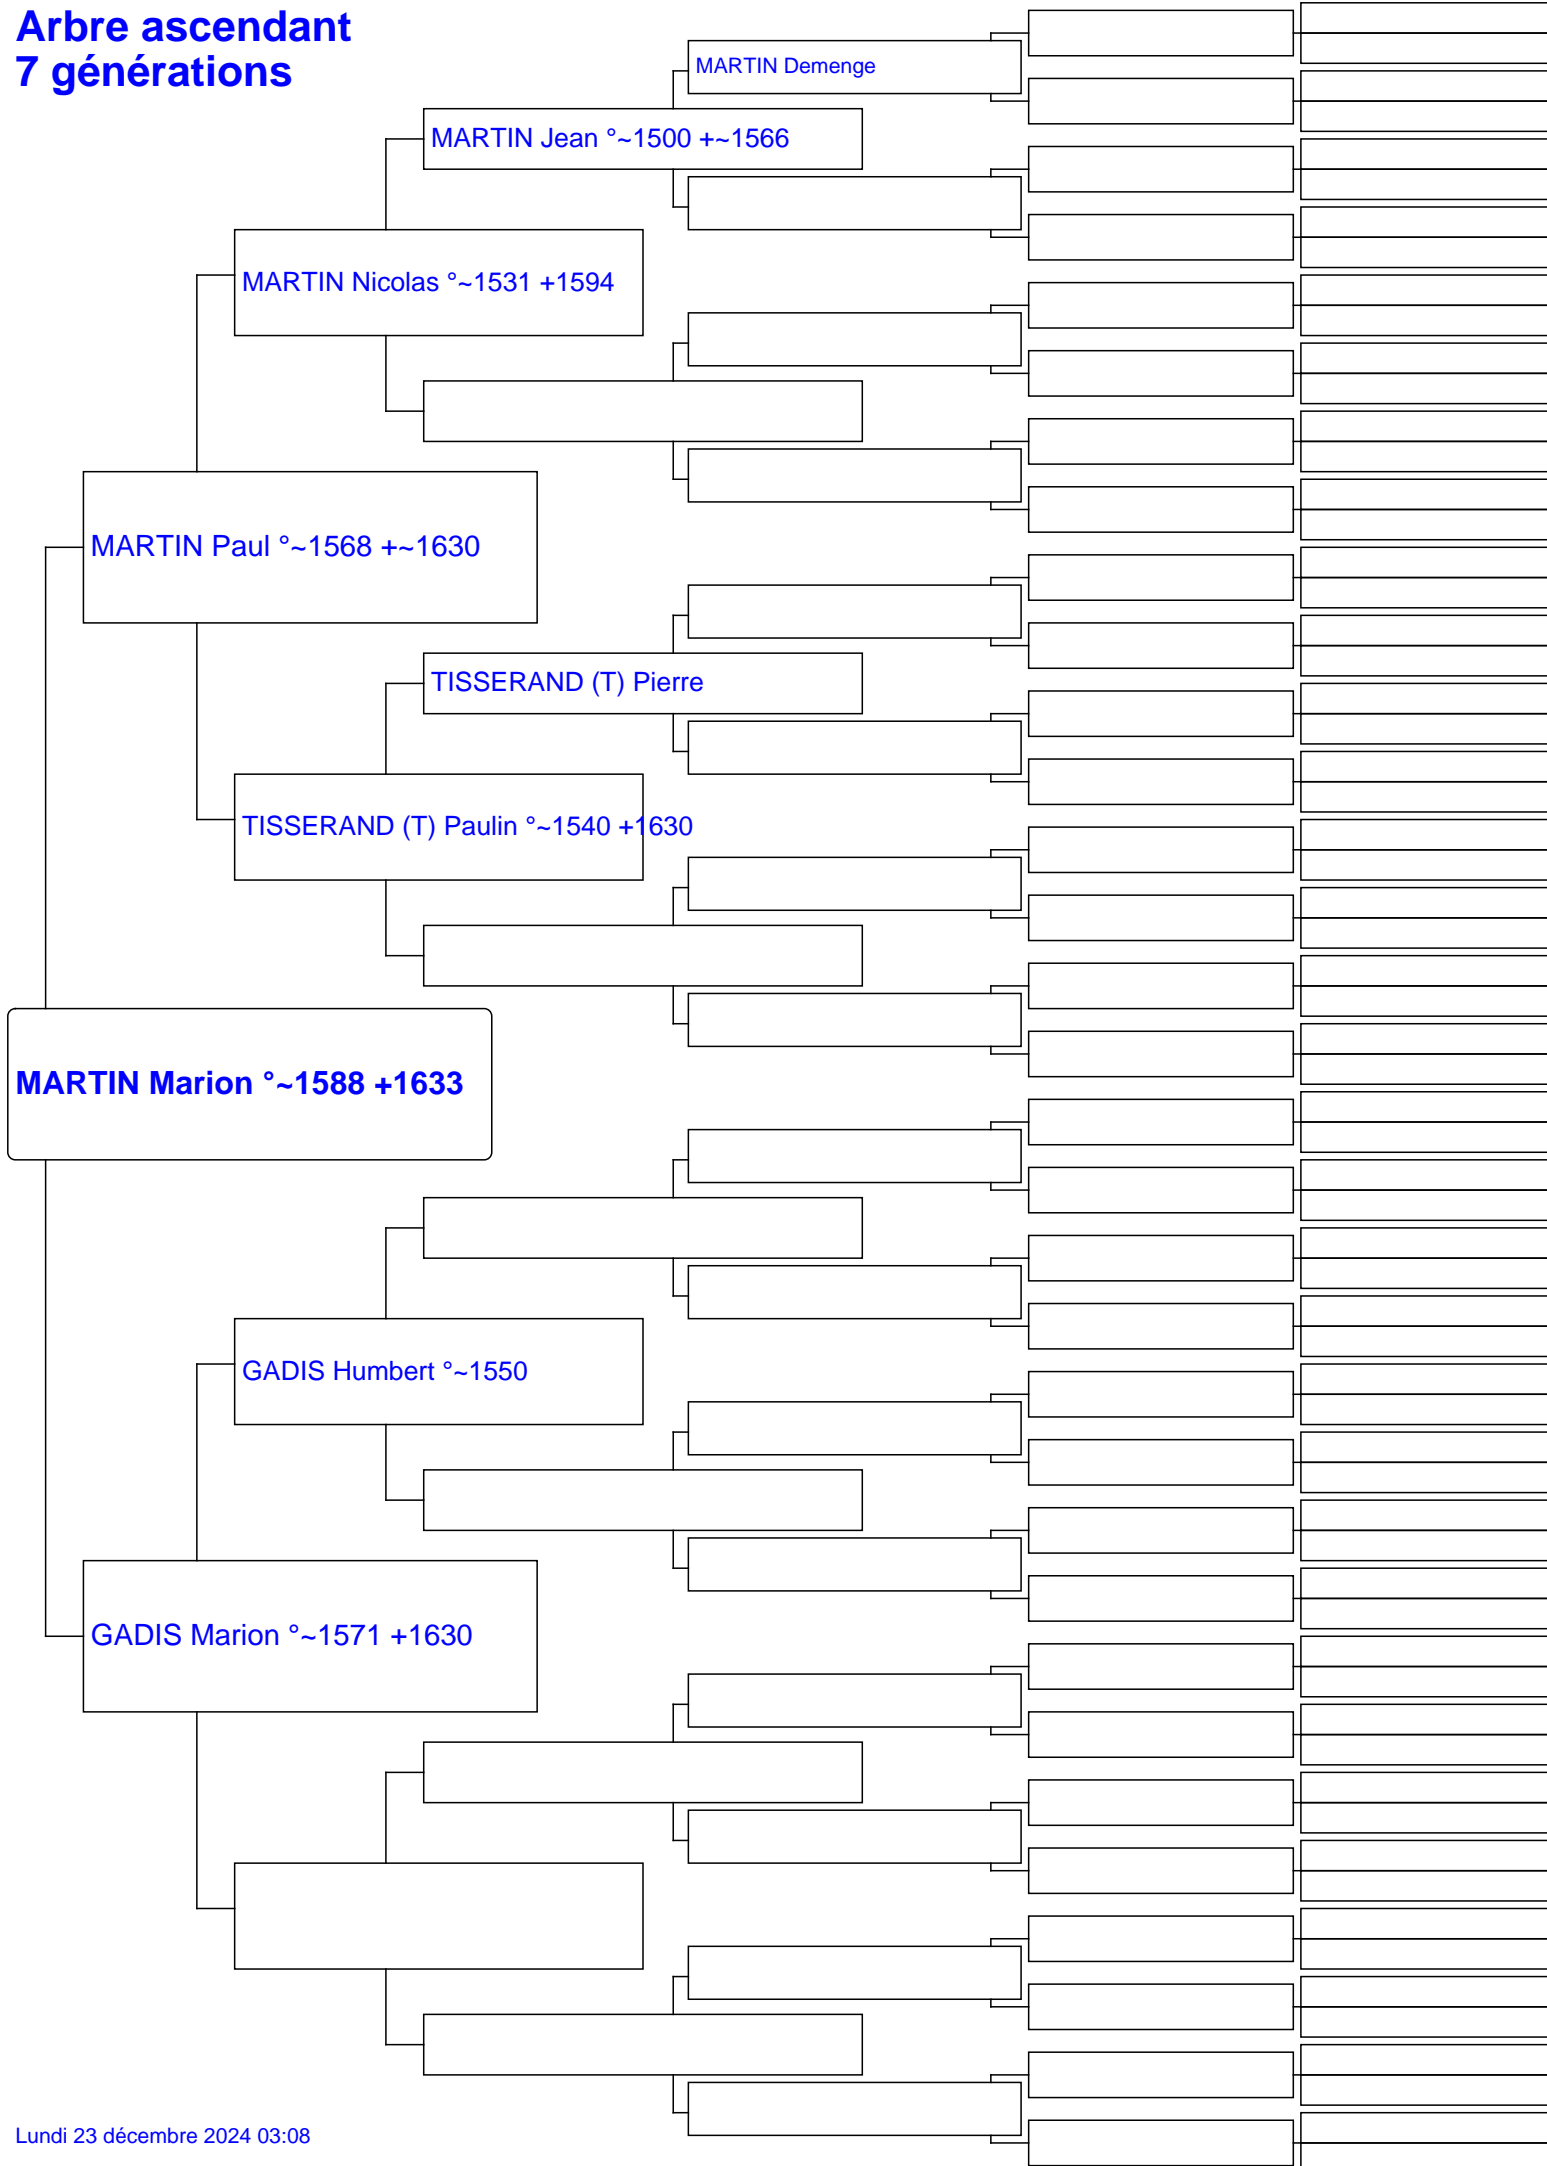 Arbre ascendant
7 générations
MARTIN Demenge
MARTIN Jean °~1500 +~1566
MARTIN Nicolas °~1531 +1594
MARTIN Paul °~1568 +~1630
TISSERAND (T) Pierre
TISSERAND (T) Paulin °~1540 +1630
MARTIN Marion °~1588 +1633
GADIS Humbert °~1550
GADIS Marion °~1571 +1630
Lundi 23 décembre 2024 03:08